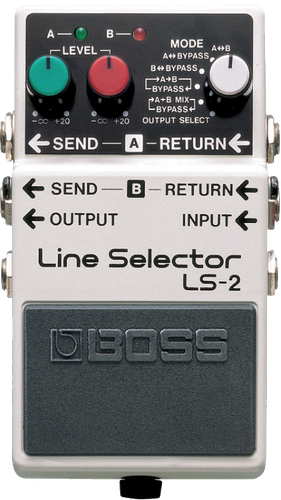 A B
LEVEL
-∞ +20 -∞ +20
MODE
A↔B
A↔BYPASS
B↔BYPASS
→A→B→
BYPASS
→A+B MIX→
BYPASS
OUTPUT SELECT
←SEND—A—RETURN←
←SEND—B—RETURN←
←OUTPUT INPUT←
Line Selector
LS-2
BOSS